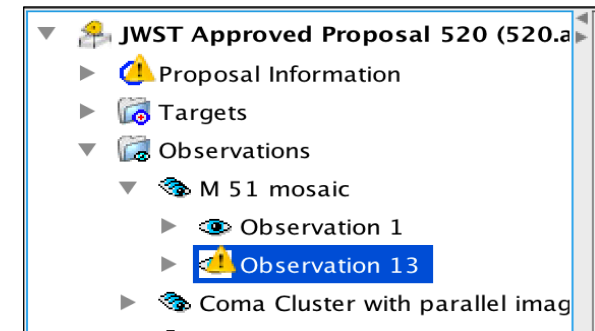 JWST Approved Proposal 520 (520.a
Proposal Information
Targets
Observations
M 51 mosaic
Observation 1
Observation 13
Coma Cluster with parallel imag